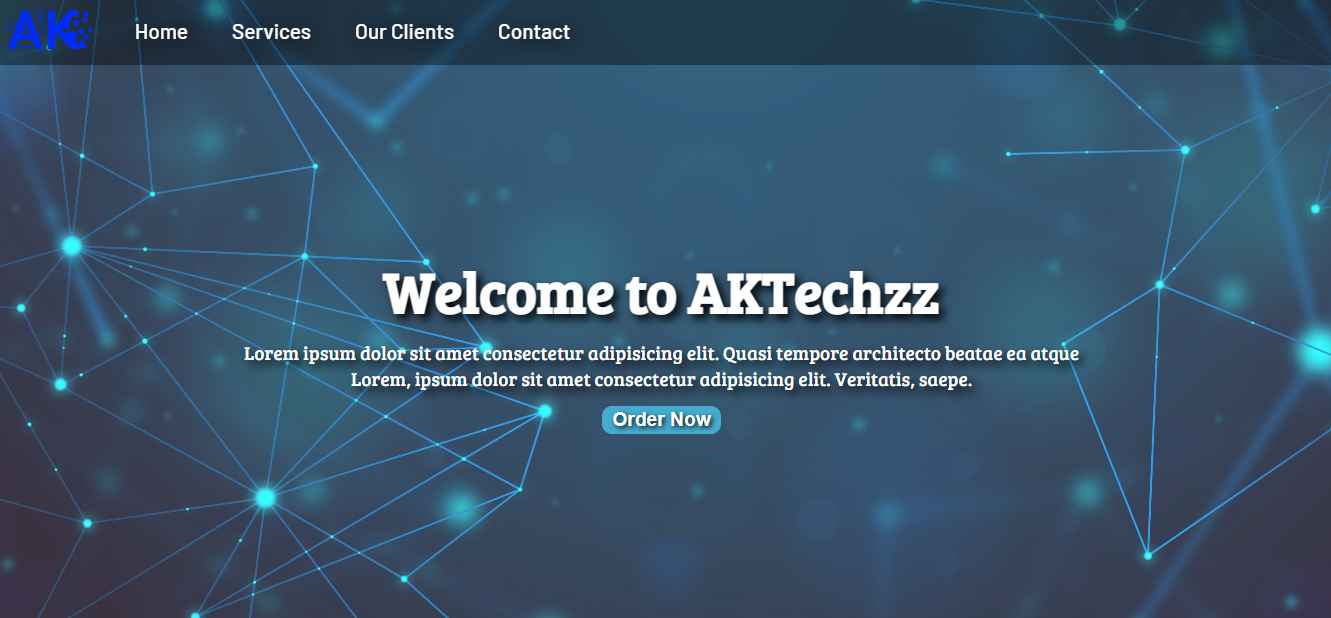 AK
Home Services Our Clients Contact
Welcome to AKTechzz
Lorem ipsum dolor sit amet consectetur adipisicing elit. Quasi tempore architecto beatae ea atque
Lorem, ipsum dolor sit amet consectetur adipisicing elit. Veritatis, saepe.
Order Now